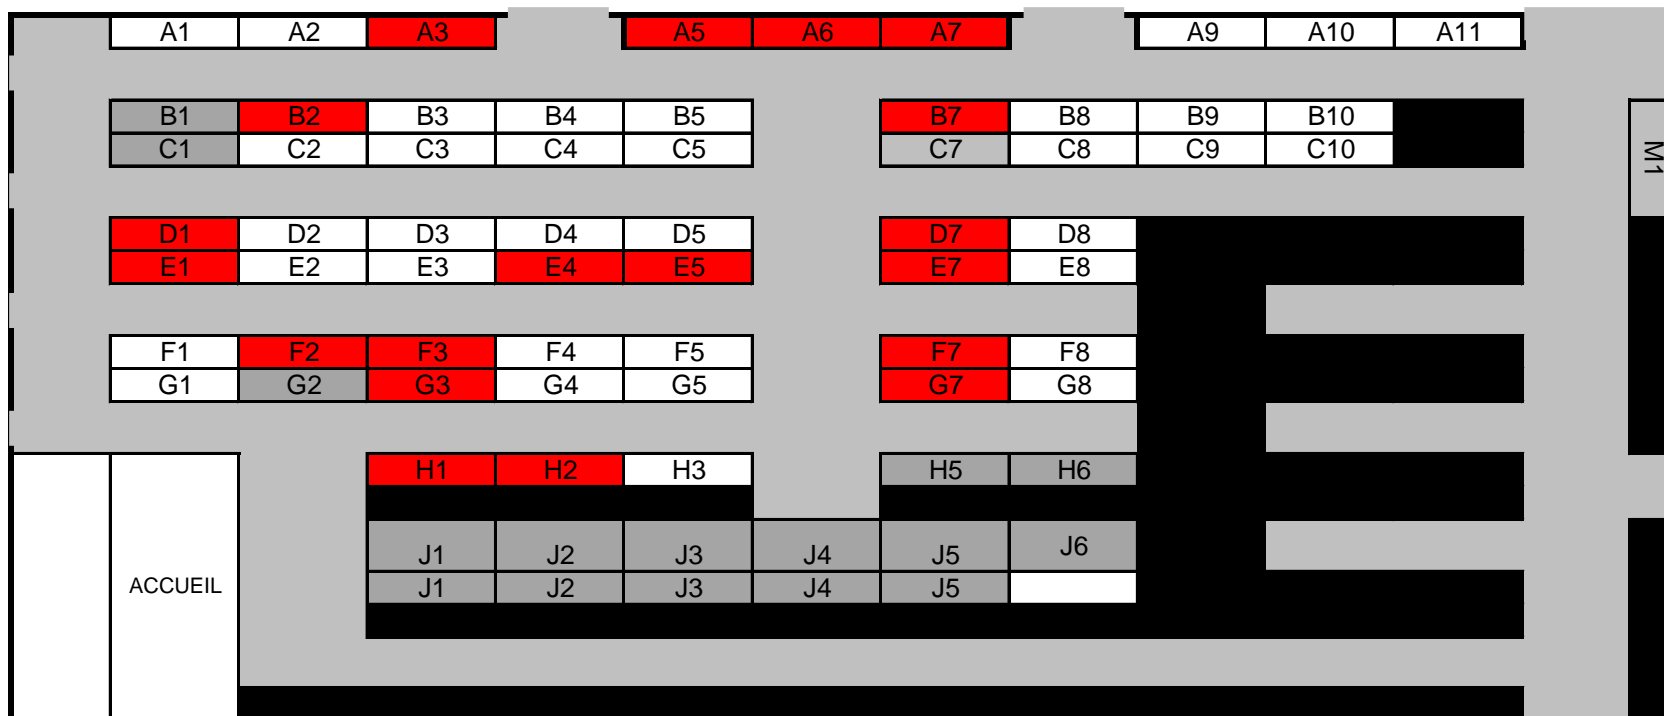 A1 A2 A3 A5 A6 A7 A9 A10 A11
B1 B2 B3 B4 B5 B7 B8 B9 B10
C1 C2 C3 C4 C5 C7 C8 C9 C10
M1
D1 D2 D3 D4 D5 D7 D8
E1 E2 E3 E4 E5 E7 E8
F1 F2 F3 F4 F5 F7 F8
G1 G2 G3 G4 G5 G7 G8
H1 H2 H3 H5 H6
J1 J2 J3 J4 J5 J6
ACCUEIL J1 J2 J3 J4 J5